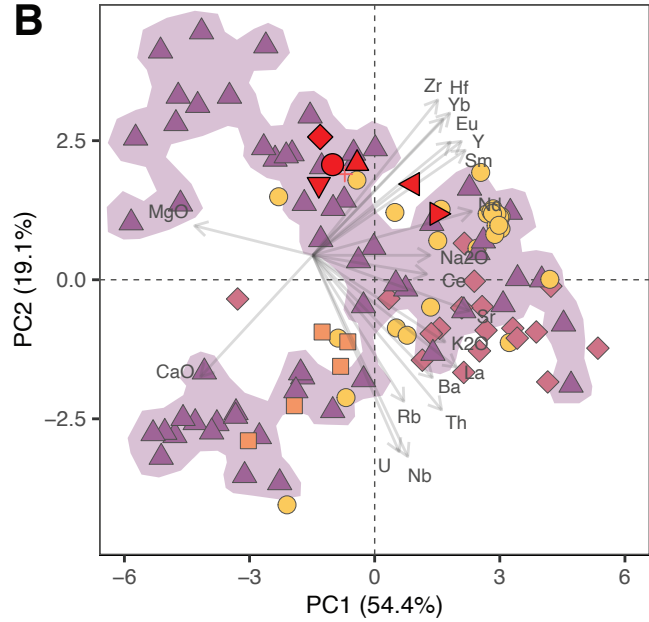 B
Zr Hf
Yb
Eu
Y
Sm
Nd
MgO
Na2O
Ce
Sr
K2O
La
CaO
Ba
Rb
Th
U
Nb
2.5
0.0
−2.5
PC2 (19.1%)
−6 −3 0 3 6
PC1 (54.4%)